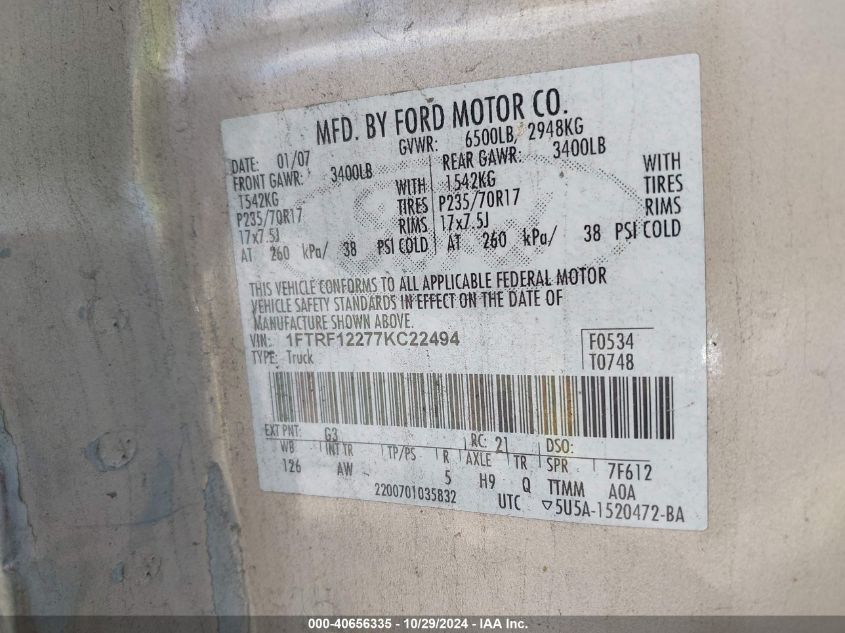 MFD. BY FORD MOTOR CO.
DATE: 01/07 GVWR: 6500LB, 2948KG
FRONT GAWR: 3400LB REAR GAWR: 3400LB
1542KG WITH 1542KG WITH
P235/70R17 TIRES P235/70R17 TIRES
17x7.5J RIMS 17x7.5J RIMS
AT 260 kPa/ 38 PSI COLD AT 260 kPa/ 38 PSI COLD
THIS VEHICLE CONFORMS TO ALL APPLICABLE FEDERAL MOTOR
VEHICLE SAFETY STANDARDS IN EFFECT ON THE DATE OF
MANUFACTURE SHOWN ABOVE.
VIN: 1FTRF12277KC22494 F0534
TYPE: Truck T0748
EXT PNT: G3 RC: 21 DSO:
WB INT TR TP/PS R AXLE TR SPR 7F612
126 AW 5 H9 Q TTMM A0A
2200701035832 UTC ▽5U5A-1520472-BA
000-40656335 - 10/29/2024 - IAA Inc.